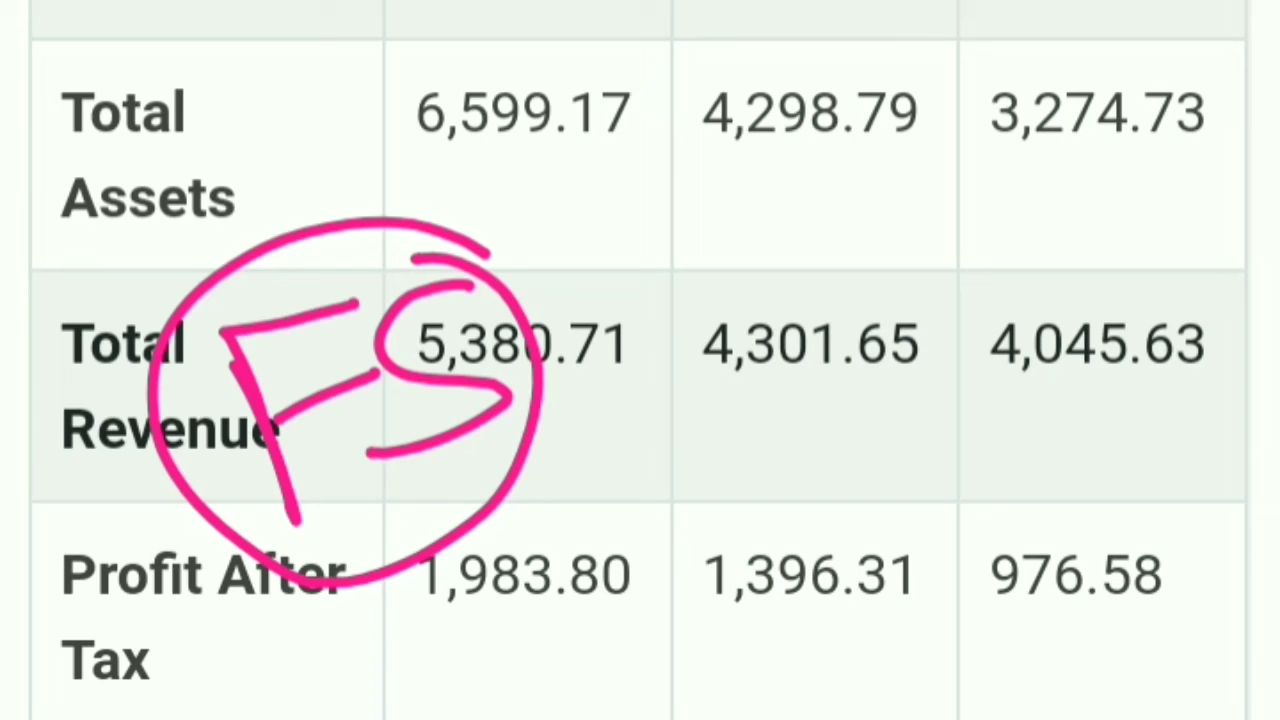 Total Assets 6,599.17 4,298.79 3,274.73
Total Revenue 5,380.71 4,301.65 4,045.63
FS
Profit After Tax 1,983.80 1,396.31 976.58